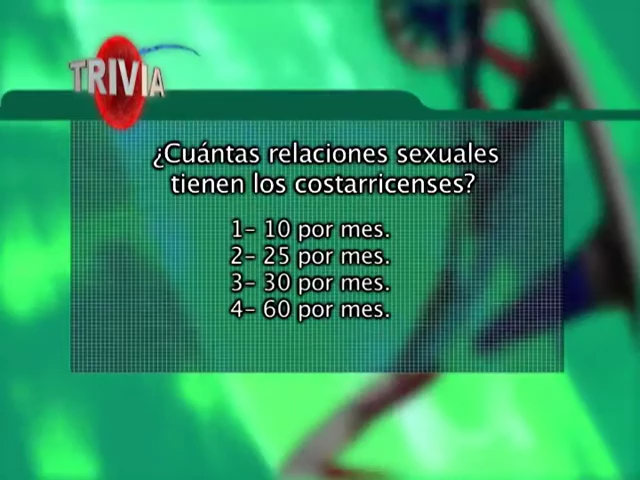 TRIVIA
¿Cuántas relaciones sexuales
tienen los costarricenses?
1- 10 por mes.
2- 25 por mes.
3- 30 por mes.
4- 60 por mes.